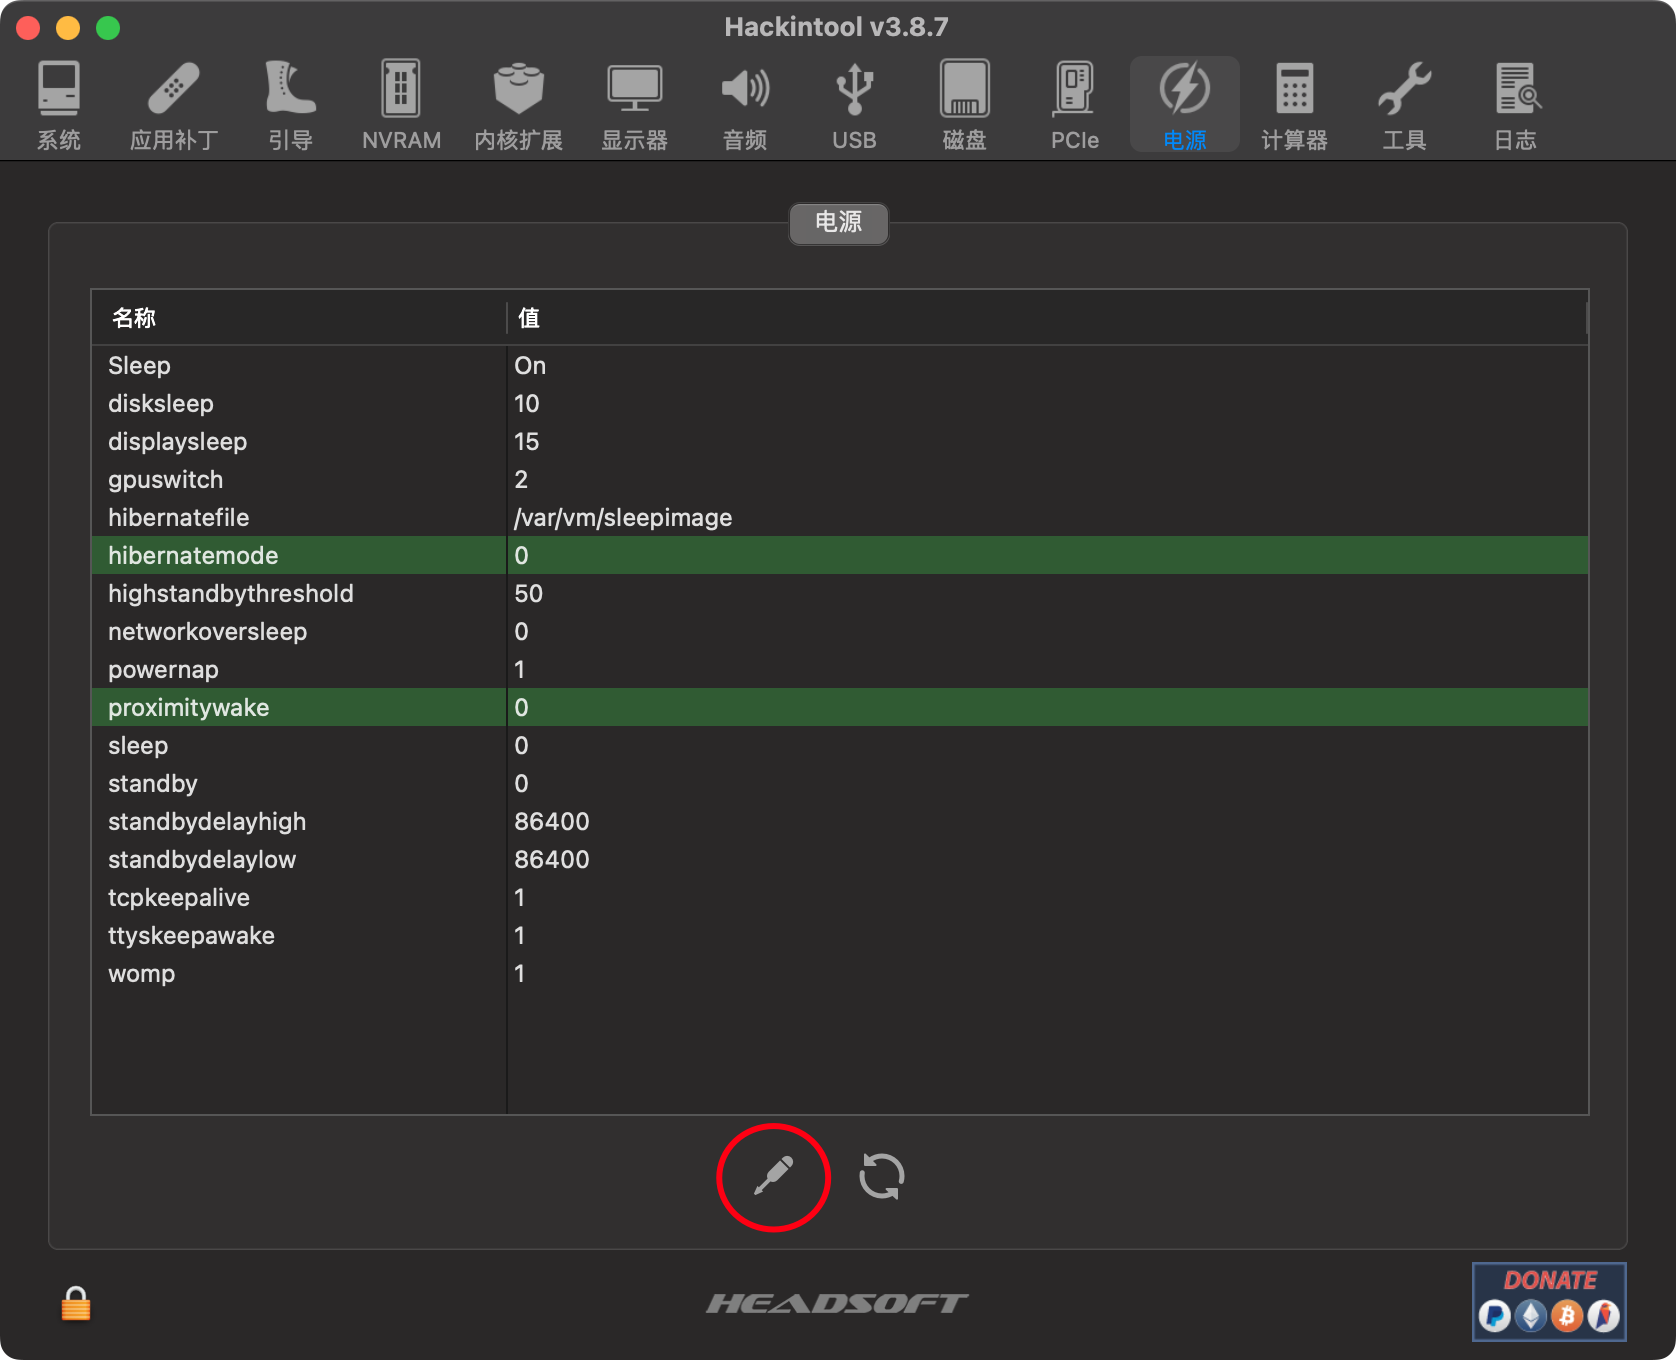 Hackintool v3.8.7
系统 应用补丁 引导 NVRAM 内核扩展 显示器 音频 USB 磁盘 PCIe 电源 计算器 工具 日志
电源
名称 值
Sleep On
disksleep 10
displaysleep 15
gpuswitch 2
hibernatefile /var/vm/sleepimage
hibernatemode 0
highstandbythreshold 50
networkoversleep 0
powernap 1
proximitywake 0
sleep 0
standby 0
standbydelayhigh 86400
standbydelaylow 86400
tcpkeepalive 1
ttyskeepawake 1
womp 1
HEADSOFT
DONATE